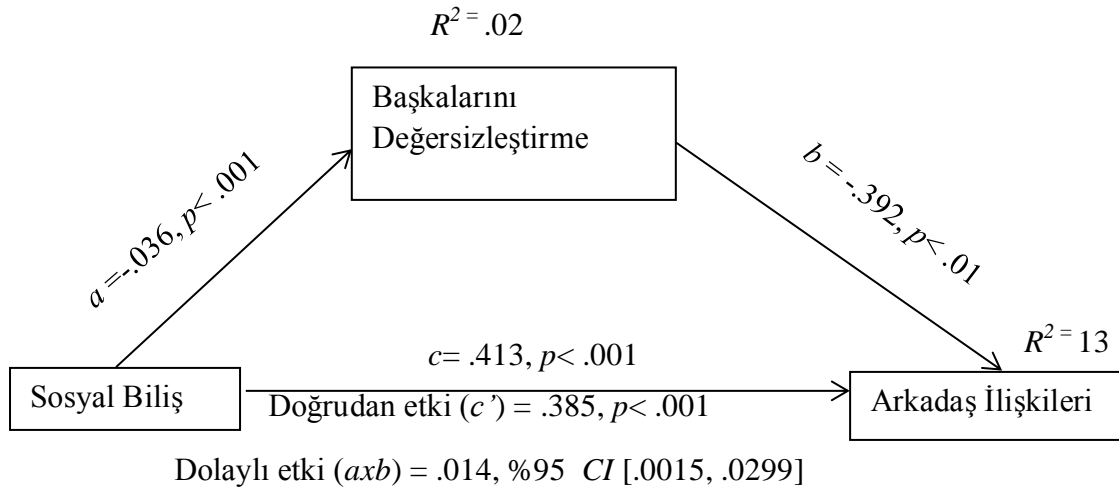 R² = .02
Başkalarını
Değersizleştirme
a =-.036, p< .001
b = -.392, p< .01
R² = 13
c= .413, p< .001
Sosyal Biliş
Arkadaş İlişkileri
Doğrudan etki (c’) = .385, p< .001
Dolaylı etki (axb) = .014, %95 CI [.0015, .0299]